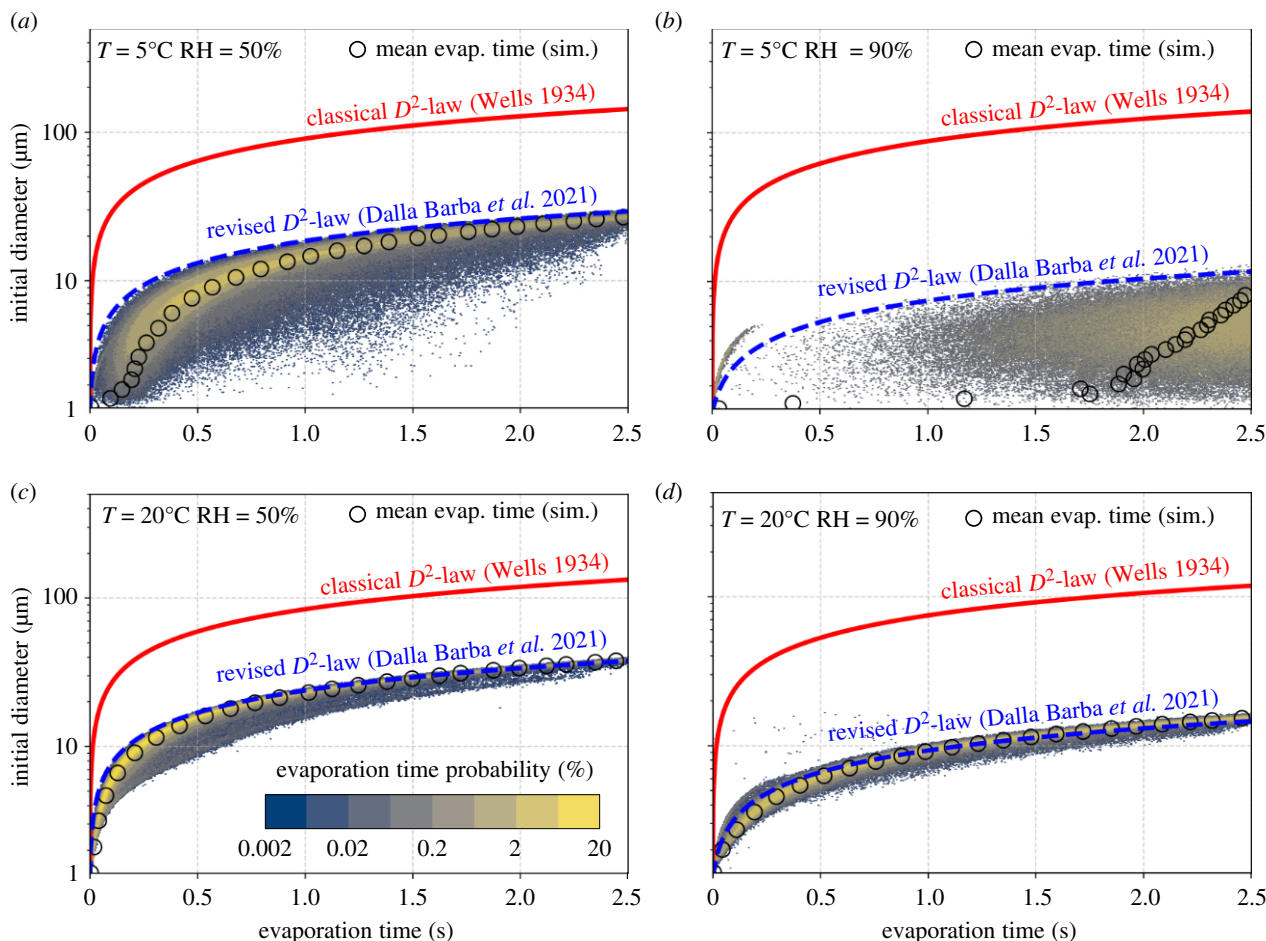 (a)
T = 5°C RH = 50%
mean evap. time (sim.)
classical D²-law (Wells 1934)
revised D²-law (Dalla Barba et al. 2021)
initial diameter (µm)
100
10
1
0
0.5
1.0
1.5
2.0
2.5
(b)
T = 5°C RH = 90%
mean evap. time (sim.)
classical D²-law (Wells 1934)
revised D²-law (Dalla Barba et al. 2021)
0
0.5
1.0
1.5
2.0
2.5
(c)
T = 20°C RH = 50%
mean evap. time (sim.)
classical D²-law (Wells 1934)
revised D²-law (Dalla Barba et al. 2021)
evaporation time probability (%)
0.002
0.02
0.2
2
20
initial diameter (µm)
100
10
1
0
0.5
1.0
1.5
2.0
2.5
evaporation time (s)
(d)
T = 20°C RH = 90%
mean evap. time (sim.)
classical D²-law (Wells 1934)
revised D²-law (Dalla Barba et al. 2021)
0
0.5
1.0
1.5
2.0
2.5
evaporation time (s)